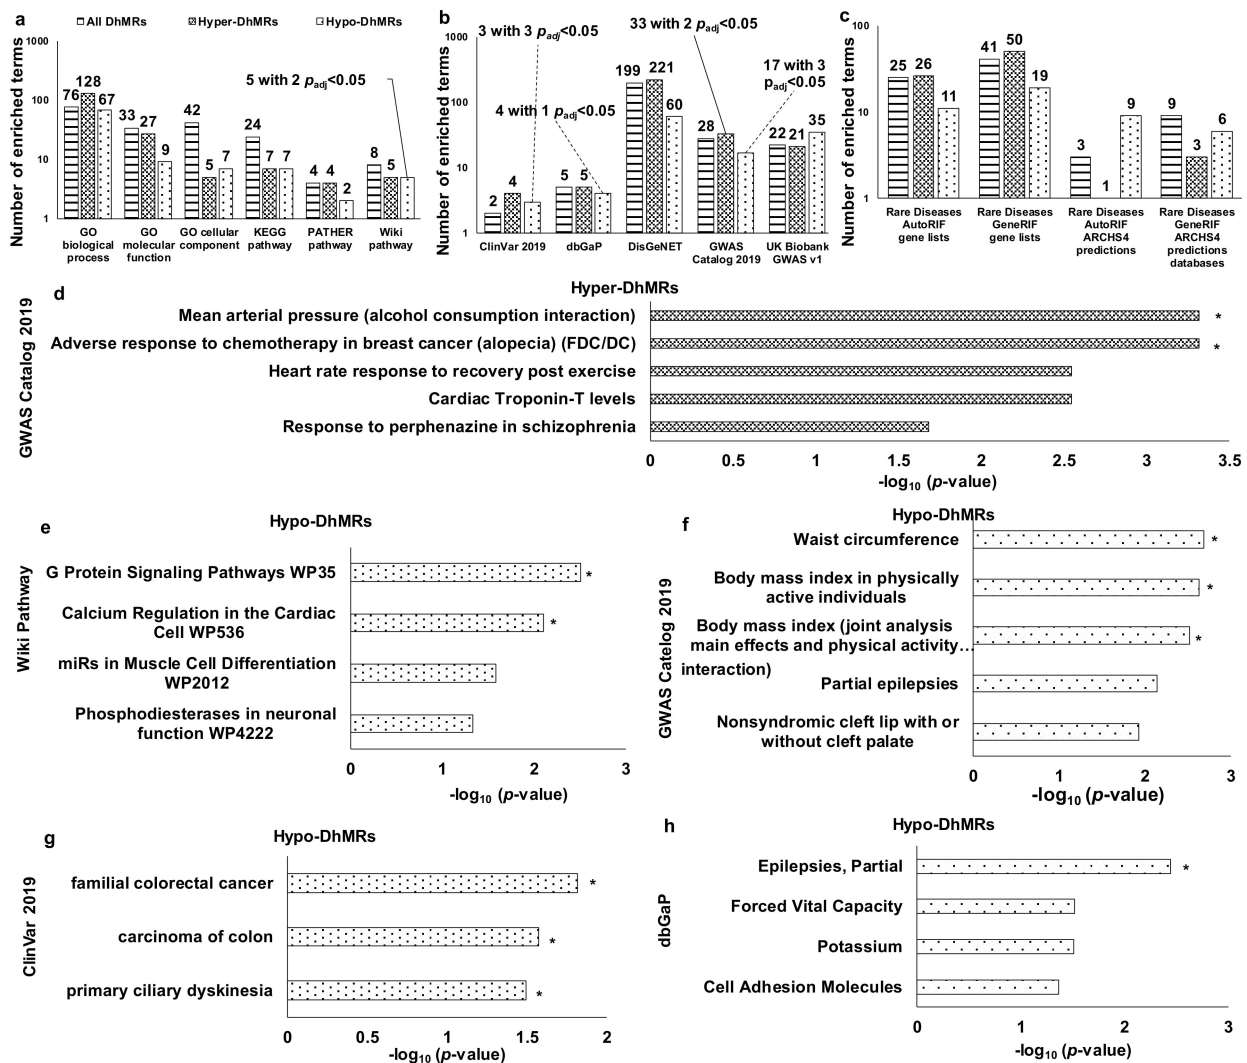 a
All DhMRs
Hyper-DhMRs
Hypo-DhMRs
Number of enriched terms
1000
100
10
1
76
128
67
33
27
9
42
5
7
24
7
7
4
4
2
8
5
5 with 2 padj<0.05
GO
biological
process
GO
molecular
function
GO cellular
component
KEGG
pathway
PATHER
pathway
Wiki
pathway
b
3 with 3 padj<0.05
33 with 2 padj<0.05
17 with 3
padj<0.05
4 with 1 padj<0.05
Number of enriched terms
1000
100
10
1
2
4
5
5
199
221
60
28
22
21
35
ClinVar 2019
dbGaP
DisGeNET
GWAS
Catalog 2019
UK Biobank
GWAS v1
c
Number of enriched terms
100
10
1
25
26
11
41
50
19
3
1
9
9
3
6
Rare Diseases
AutoRIF
gene lists
Rare Diseases
GeneRIF
gene lists
Rare Diseases
AutoRIF
ARCHS4
predictions
Rare Diseases
GeneRIF
ARCHS4
predictions
databases
d
Hyper-DhMRs
GWAS Catalog 2019
Mean arterial pressure (alcohol consumption interaction)
*
Adverse response to chemotherapy in breast cancer (alopecia) (FDC/DC)
*
Heart rate response to recovery post exercise
Cardiac Troponin-T levels
Response to perphenazine in schizophrenia
0 0.5 1 1.5 2 2.5 3 3.5
-log10 (p-value)
e
Hypo-DhMRs
Wiki Pathway
G Protein Signaling Pathways WP35
*
Calcium Regulation in the Cardiac
Cell WP536
*
miRs in Muscle Cell Differentiation
WP2012
Phosphodiesterases in neuronal
function WP4222
0 1 2 3
-log10 (p-value)
f
Hypo-DhMRs
GWAS Catelog 2019
Waist circumference
*
Body mass index in physically
active individuals
*
Body mass index (joint analysis
main effects and physical activity…
interaction)
*
Partial epilepsies
Nonsyndromic cleft lip with or
without cleft palate
0 1 2 3
-log10 (p-value)
g
Hypo-DhMRs
ClinVar 2019
familial colorectal cancer
*
carcinoma of colon
*
primary ciliary dyskinesia
*
0 0.5 1 1.5 2
-log10 (p-value)
h
Hypo-DhMRs
dbGaP
Epilepsies, Partial
*
Forced Vital Capacity
Potassium
Cell Adhesion Molecules
0 1 2 3
-log10 (p-value)